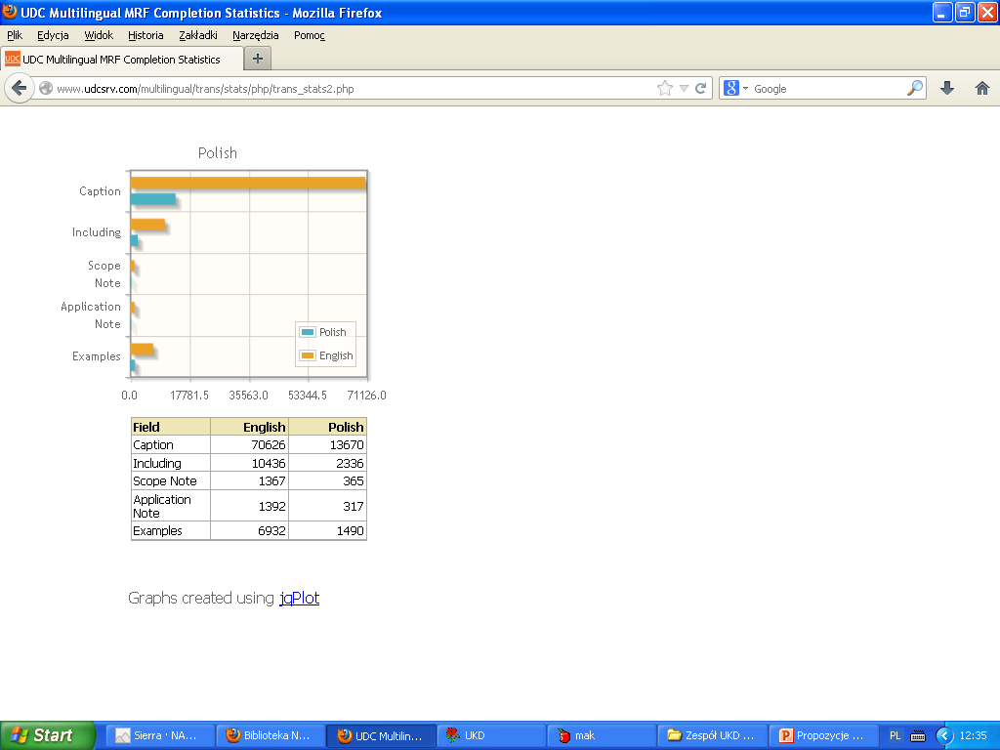 UDC Multilingual MRF Completion Statistics - Mozilla Firefox
Plik Edycja Widok Historia Zakładki Narzędzia Pomoc
UDC UDC Multilingual MRF Completion Statistics +
www.udcsrv.com/multilingual/trans/stats/php/trans_stats2.php
8 Google
Polish
Caption
Including
Scope
Note
Application
Note
Examples
Polish
English
0.0 17781.5 35563.0 53344.5 71126.0
Field English Polish
Caption 70626 13670
Including 10436 2336
Scope Note 1367 365
Application
Note 1392 317
Examples 6932 1490
Graphs created using jqPlot
Start Sierra · NA... Biblioteka N... UDC Multilin... UKD mak Zespół UKD ... Propozycje ... PL 12:35